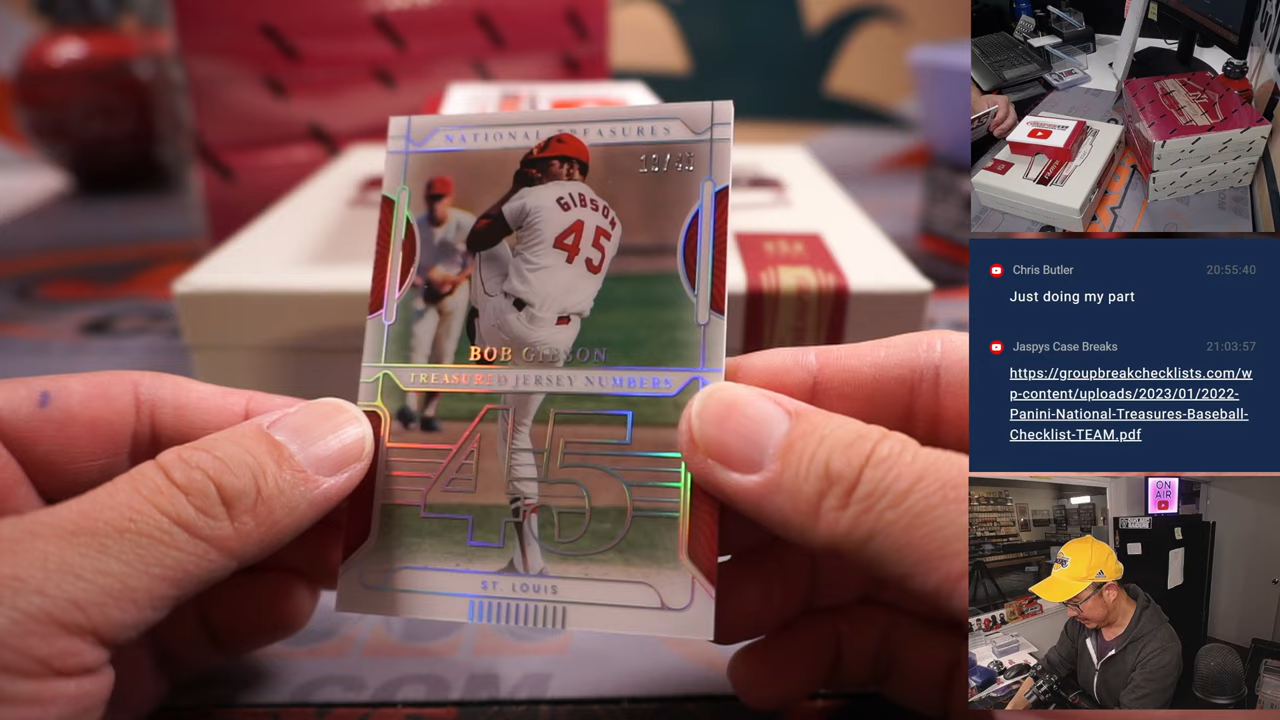 NATIONAL TREASURES
GIBSON
45
BOB GIBSON
TREASURED JERSEY NUMBERS
45
ST. LOUIS
Chris Butler
20:55:40
Just doing my part
Jaspys Case Breaks
21:03:57
https://groupbreakchecklists.com/w
p-content/uploads/2023/01/2022-
Panini-National-Treasures-Baseball-
Checklist-TEAM.pdf
ON
AIR